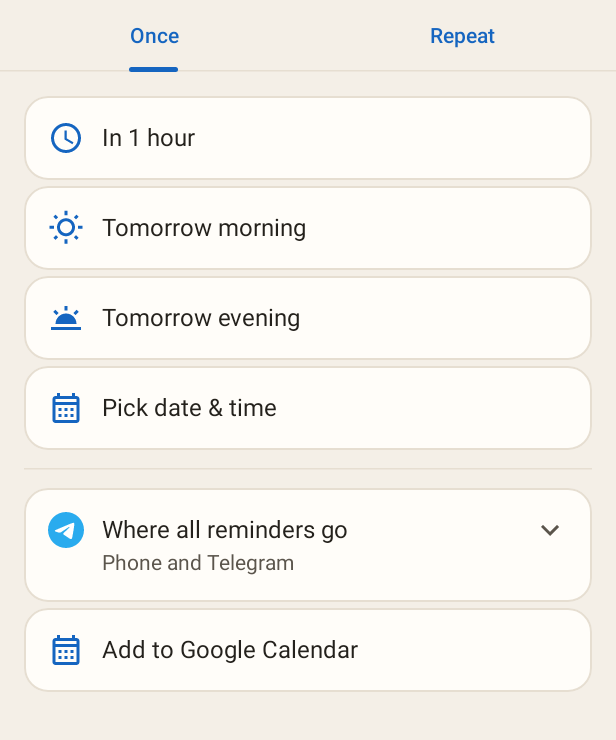 Once
Repeat
In 1 hour
Tomorrow morning
Tomorrow evening
Pick date & time
Where all reminders go
Phone and Telegram
Add to Google Calendar